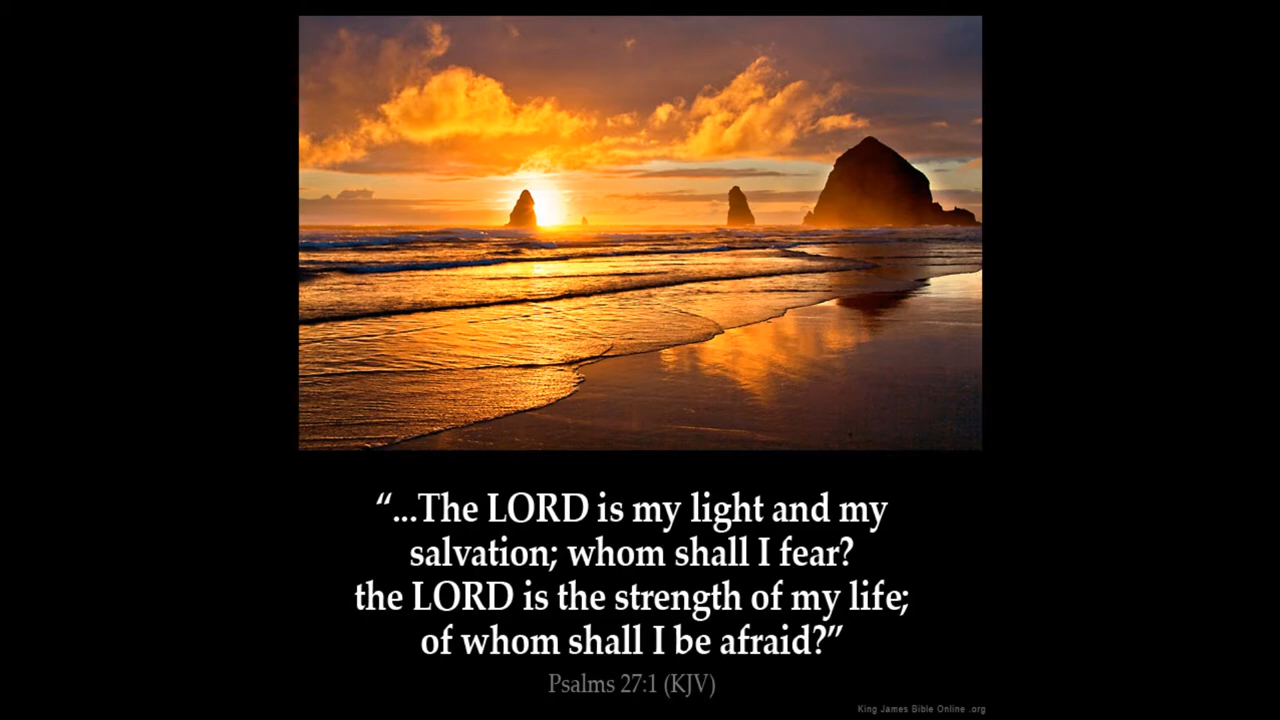 “...The LORD is my light and my
salvation; whom shall I fear?
the LORD is the strength of my life;
of whom shall I be afraid?”
Psalms 27:1 (KJV)
King James Bible Online .org